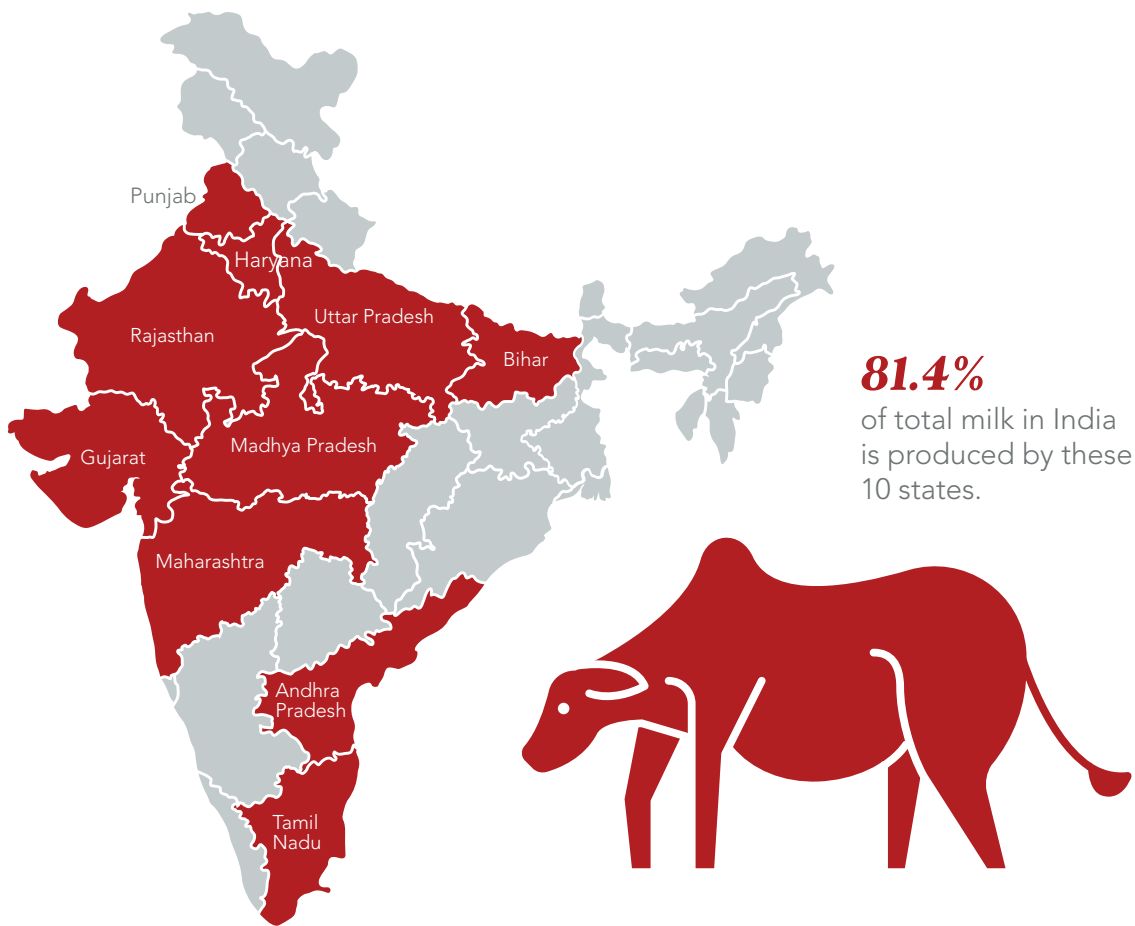 Punjab
Haryana
Uttar Pradesh
Rajasthan
Bihar
Madhya Pradesh
Gujarat
Maharashtra
Andhra
Pradesh
Tamil
Nadu
81.4%
of total milk in India
is produced by these
10 states.